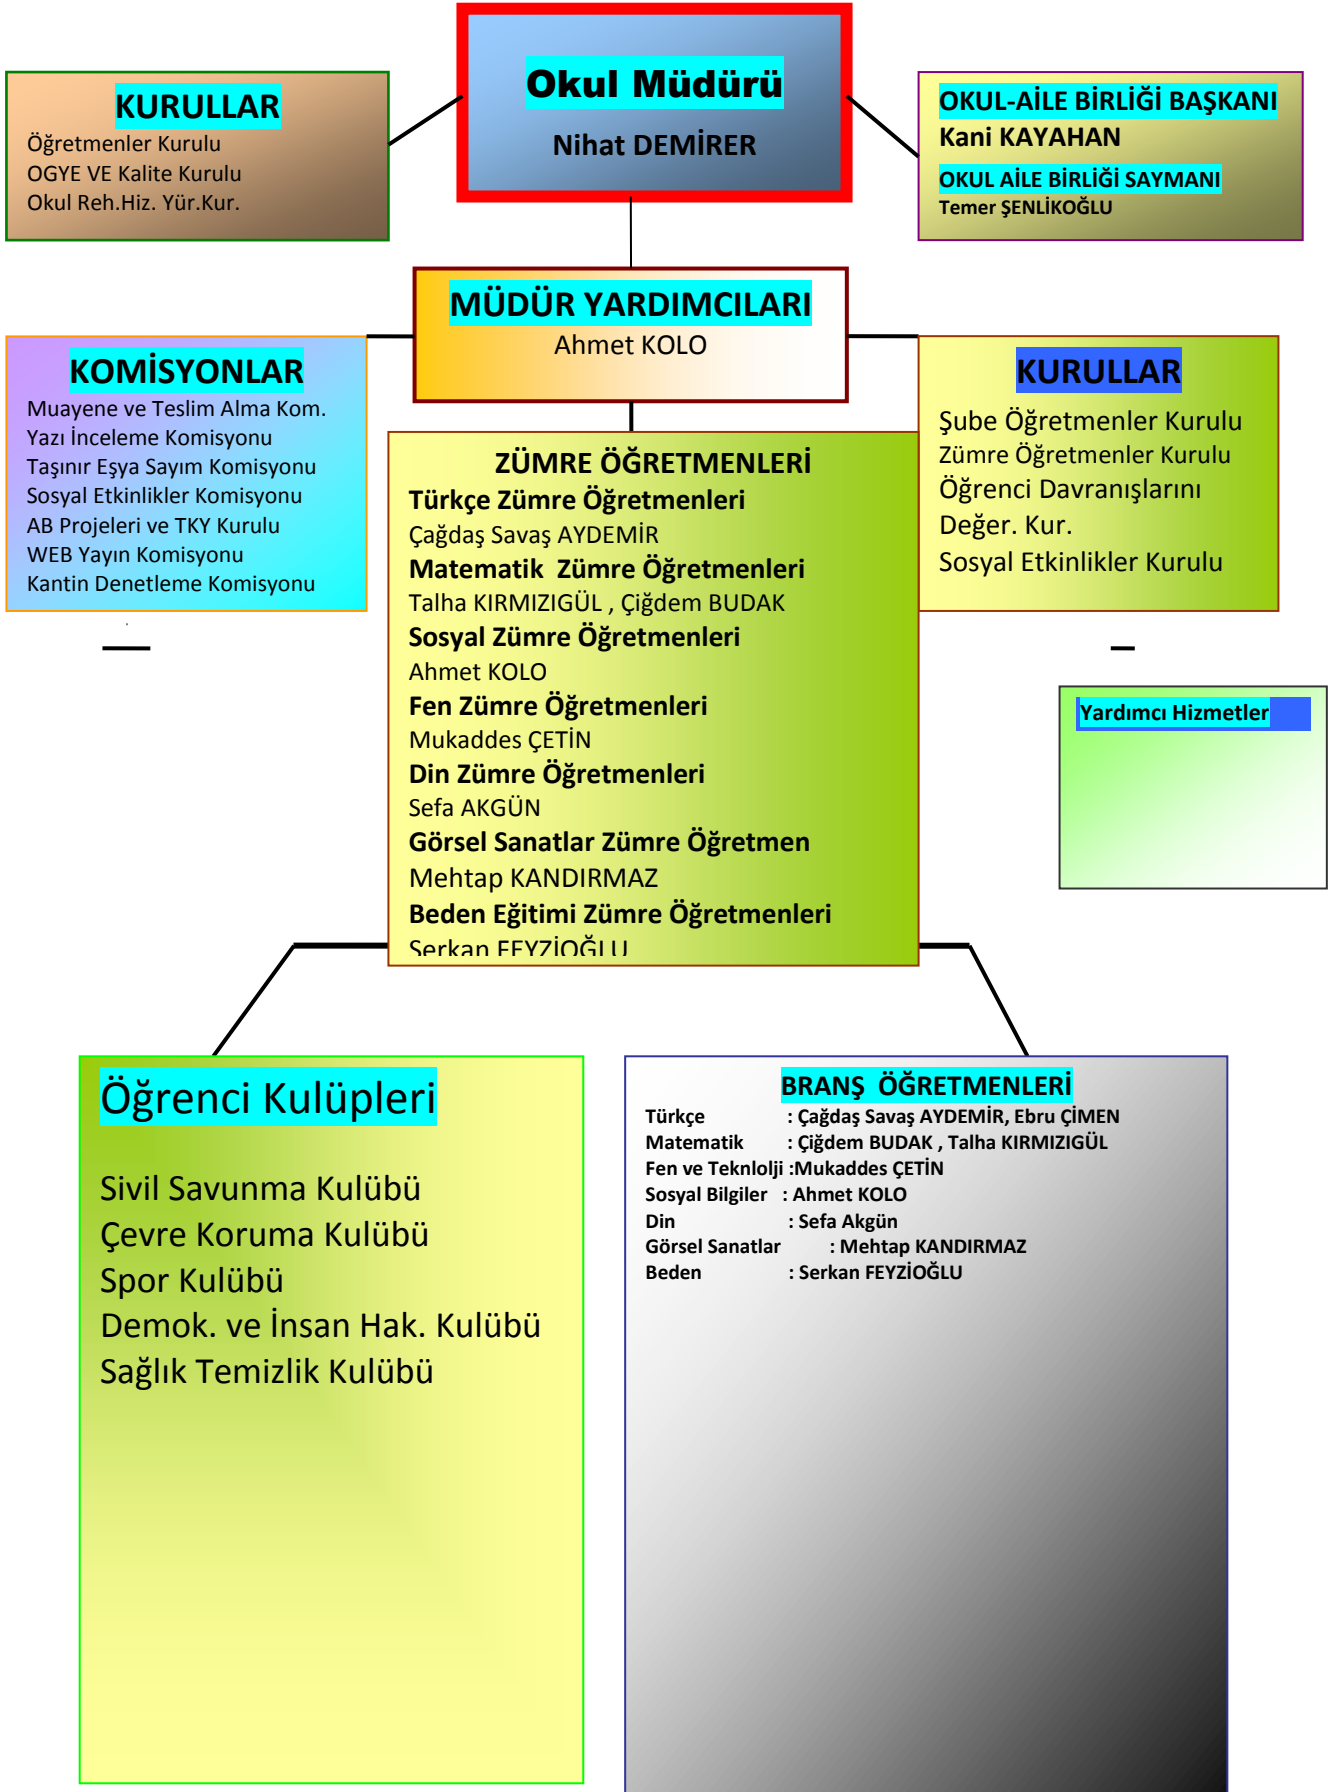 Okul Müdürü
Nihat DEMİRER
KURULLAR
Öğretmenler Kurulu
OGYE VE Kalite Kurulu
Okul Reh.Hiz. Yür.Kur.
OKUL-AİLE BİRLİĞİ BAŞKANI
Kani KAYAHAN
OKUL AİLE BİRLİĞİ SAYMANI
Temer ŞENLİKOĞLU
MÜDÜR YARDIMCILARI
Ahmet KOLO
KOMİSYONLAR
Muayene ve Teslim Alma Kom.
Yazı İnceleme Komisyonu
Taşınır Eşya Sayım Komisyonu
Sosyal Etkinlikler Komisyonu
AB Projeleri ve TKY Kurulu
WEB Yayın Komisyonu
Kantin Denetleme Komisyonu
KURULLAR
Şube Öğretmenler Kurulu
Zümre Öğretmenler Kurulu
Öğrenci Davranışlarını
Değer. Kur.
Sosyal Etkinlikler Kurulu
ZÜMRE ÖĞRETMENLERİ
Türkçe Zümre Öğretmenleri
Çağdaş Savaş AYDEMİR
Matematik  Zümre Öğretmenleri
Talha KIRMIZIGÜL , Çiğdem BUDAK
Sosyal Zümre Öğretmenleri
Ahmet KOLO
Fen Zümre Öğretmenleri
Mukaddes ÇETİN
Din Zümre Öğretmenleri
Sefa AKGÜN
Görsel Sanatlar Zümre Öğretmen
Mehtap KANDIRMAZ
Beden Eğitimi Zümre Öğretmenleri
Serkan FEYZİOĞLU
Yardımcı Hizmetler
Öğrenci Kulüpleri
Sivil Savunma Kulübü
Çevre Koruma Kulübü
Spor Kulübü
Demok. ve İnsan Hak. Kulübü
Sağlık Temizlik Kulübü
BRANŞ  ÖĞRETMENLERİ
Türkçe : Çağdaş Savaş AYDEMİR, Ebru ÇİMEN
Matematik : Çiğdem BUDAK , Talha KIRMIZIGÜL
Fen ve Teknlolji :Mukaddes ÇETİN
Sosyal Bilgiler : Ahmet KOLO
Din : Sefa Akgün
Görsel Sanatlar : Mehtap KANDIRMAZ
Beden : Serkan FEYZİOĞLU